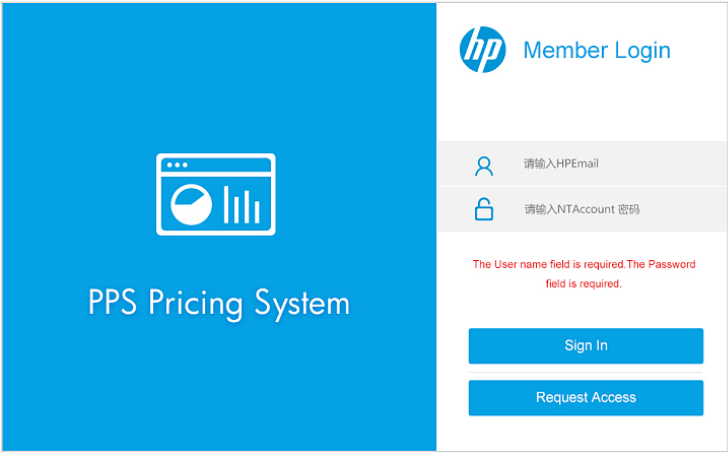 PPS Pricing System
hp
Member Login
请输入HPEmail
请输入NTAccount 密码
The User name field is required.The Password
field is required.
Sign In
Request Access